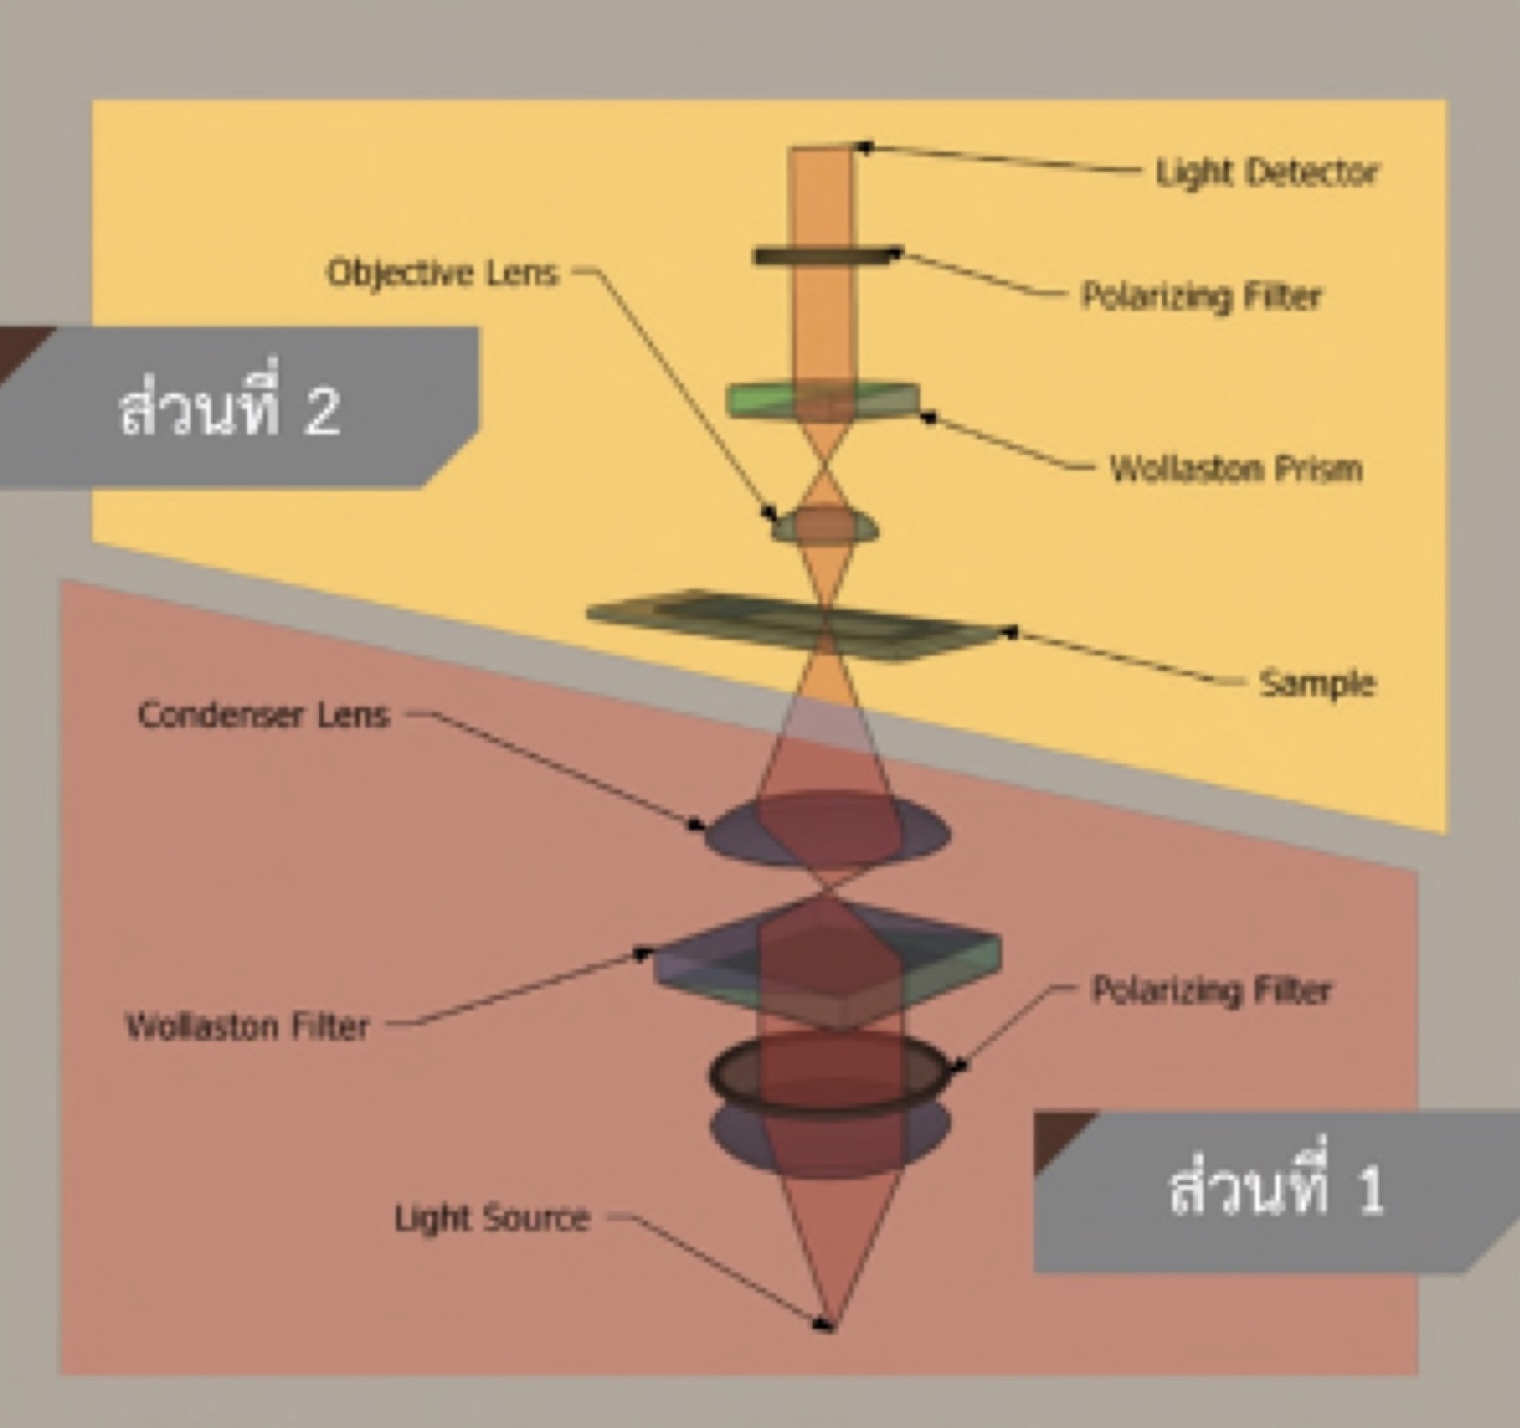 Light Detector
Objective Lens
Polarizing Filter
ส่วนที่ 2
Wollaston Prism
Sample
Condenser Lens
Wollaston Filter
Polarizing Filter
ส่วนที่ 1
Light Source